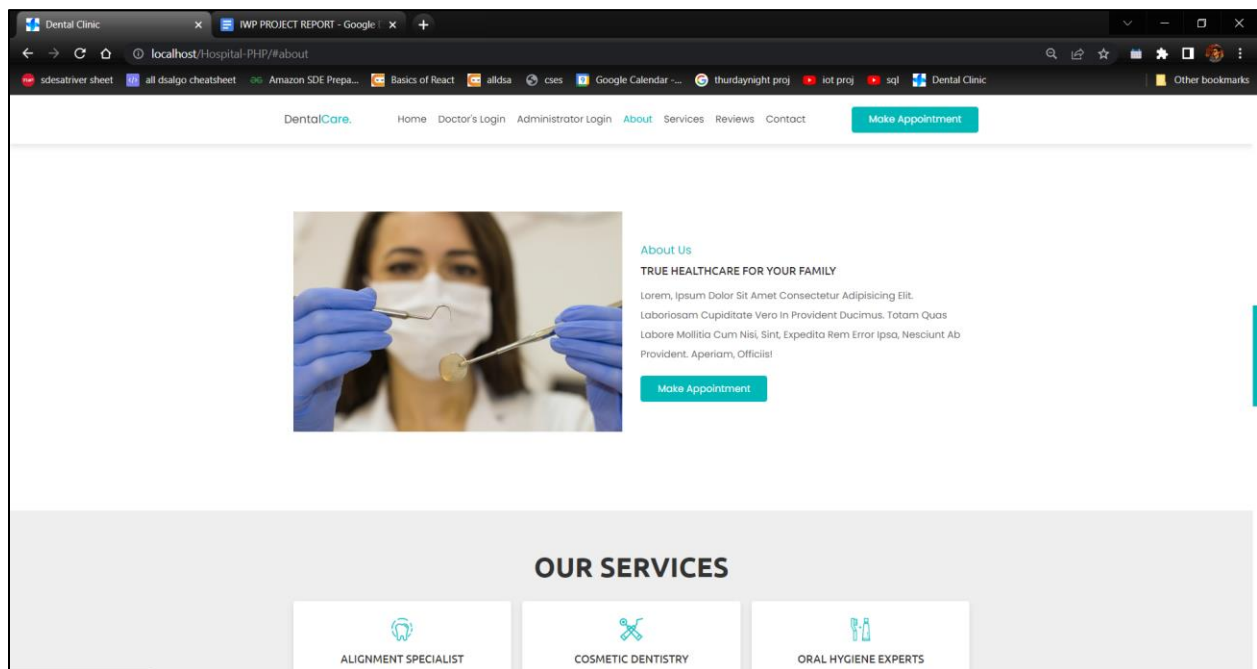 Dental Clinic
IWP PROJECT REPORT - Google
localhost/Hospital-PHP/#about
sdesatriver sheet all dsalgo cheatsheet Amazon SDE Prepa... Basics of React alldsa cses Google Calendar -... thurdaynight proj iot proj sql Dental Clinic Other bookmarks
DentalCare. Home Doctor's Login Administrator Login About Services Reviews Contact Make Appointment
About Us
TRUE HEALTHCARE FOR YOUR FAMILY
Lorem, Ipsum Dolor Sit Amet Consectetur Adipisicing Elit.
Laboriosam Cupiditate Vero In Provident Ducimus. Totam Quas
Labore Mollitia Cum Nisi, Sint, Expedita Rem Error Ipsa, Nesciunt Ab
Provident. Aperiam, Officiis!
Make Appointment
OUR SERVICES
ALIGNMENT SPECIALIST COSMETIC DENTISTRY ORAL HYGIENE EXPERTS